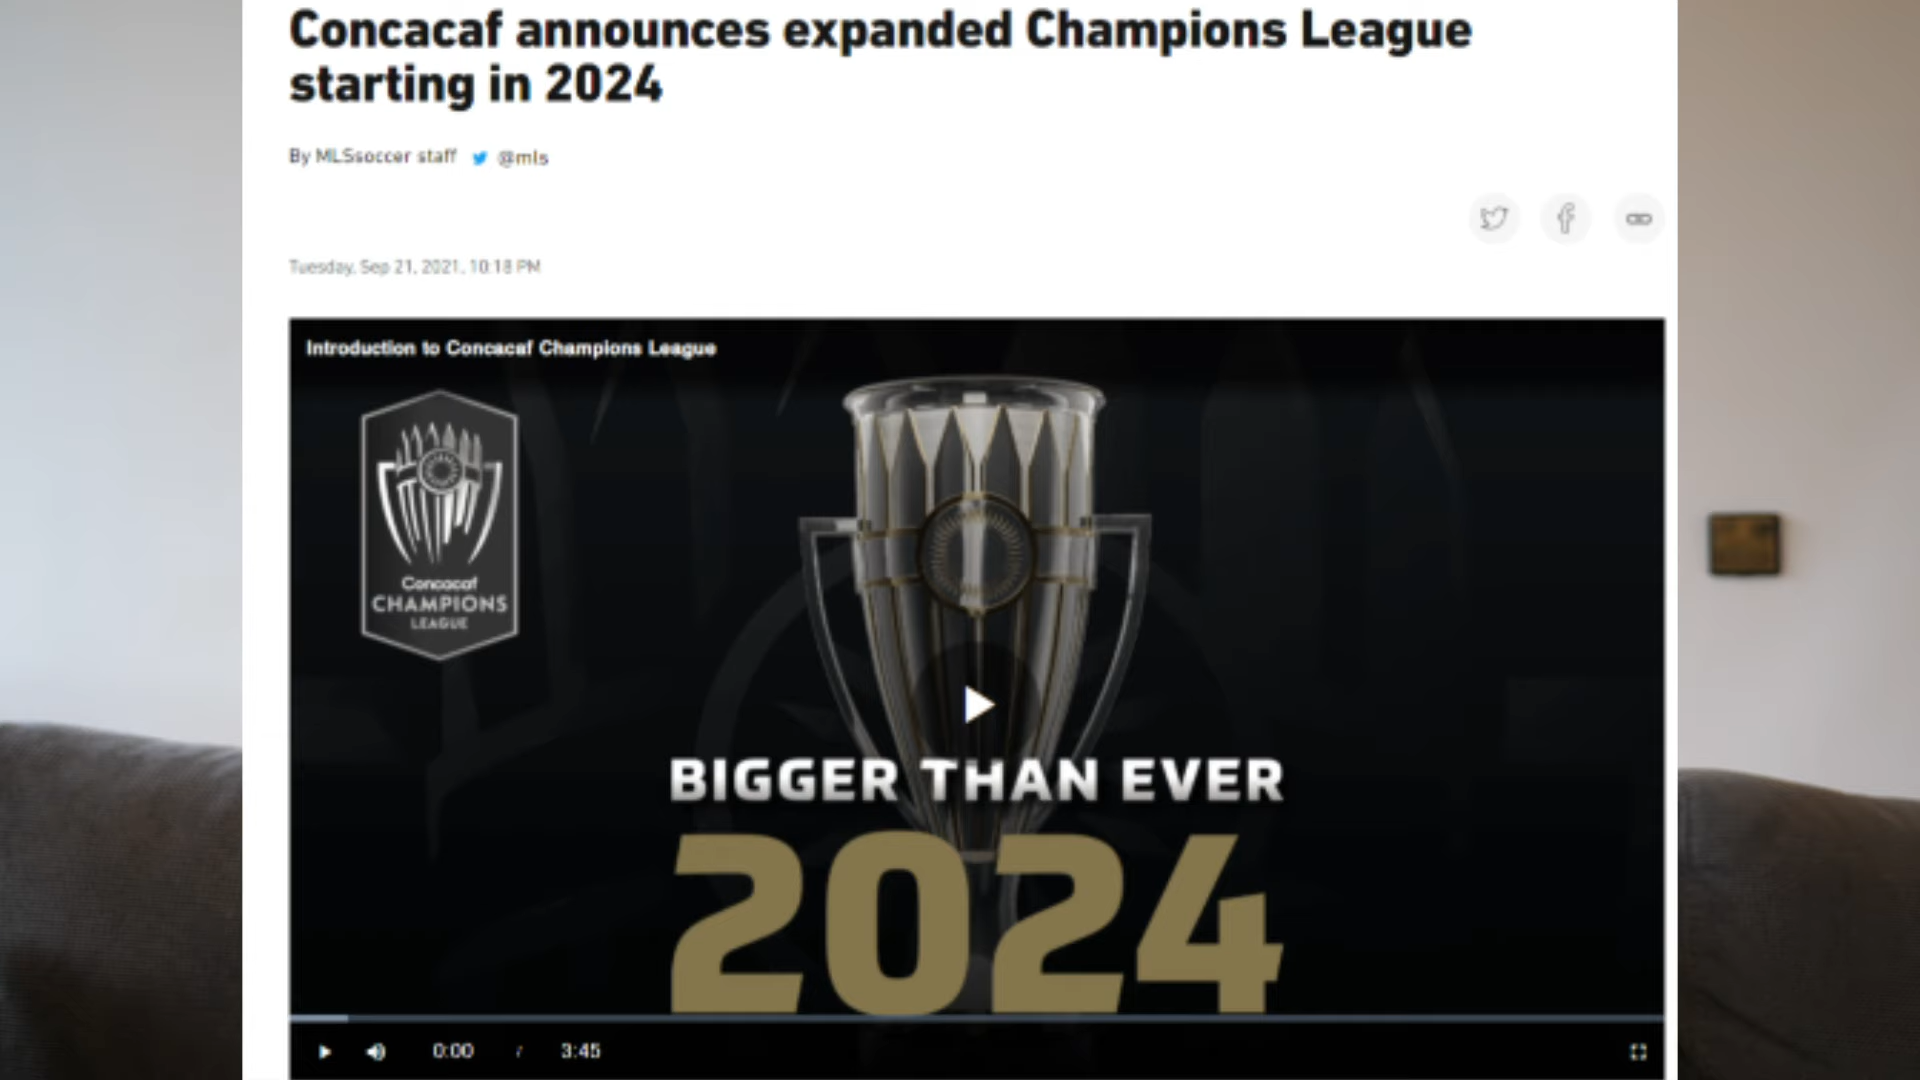 Concacaf announces expanded Champions League
starting in 2024
By MLSsoccer staff @mls
Tuesday, Sep 21, 2021, 10:18 PM
Introduction to Concacaf Champions League
Concacaf
CHAMPIONS
LEAGUE
BIGGER THAN EVER
2024
0:00 / 3:45